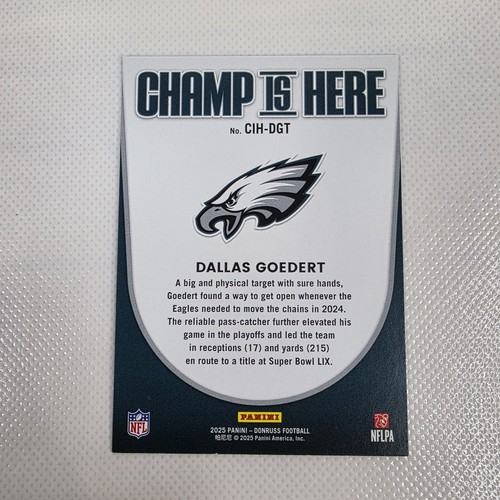 CHAMP IS HERE
No. CIH-DGT
DALLAS GOEDERT
A big and physical target with sure hands,
Goedert found a way to get open whenever the
Eagles needed to move the chains in 2024.
The reliable pass-catcher further elevated his
game in the playoffs and led the team
in receptions (17) and yards (215)
en route to a title at Super Bowl LIX.
NFL
PANINI
2025 PANINI – DONRUSS FOOTBALL
帕尼尼 © 2025 Panini America, Inc.
NFLPA